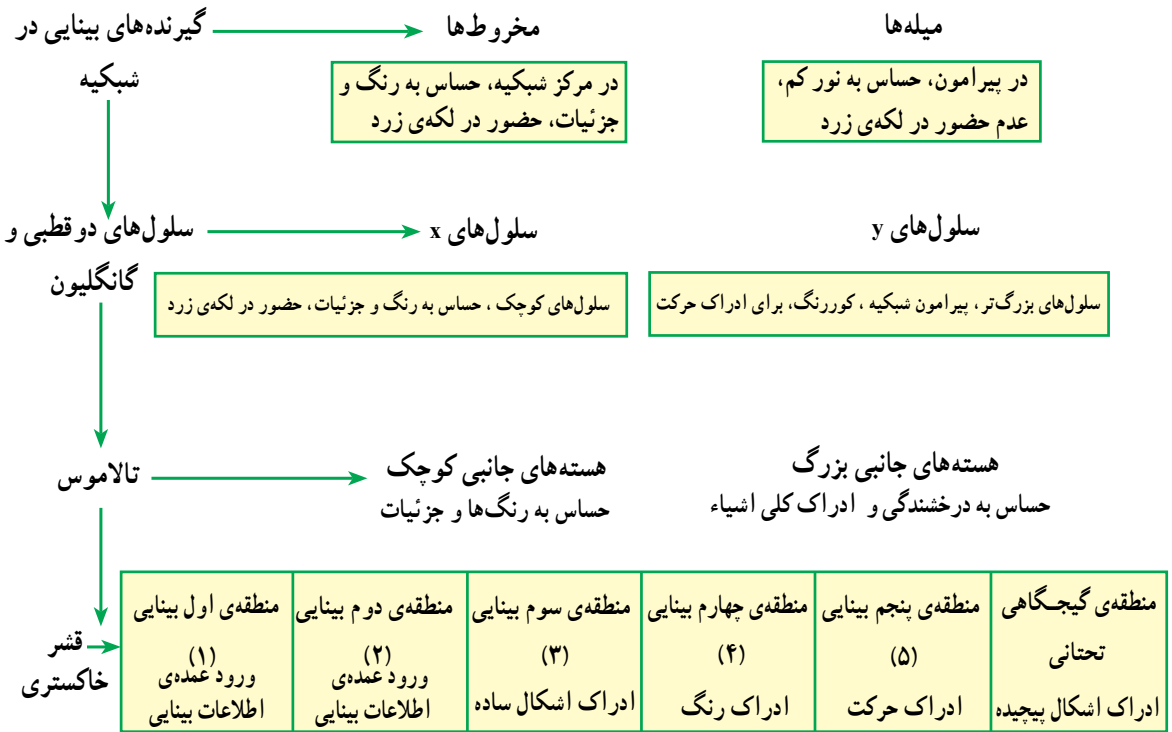 گیرنده‌های بینایی در
شبکیه
مخروط‌ها
در مرکز شبکیه، حساس به رنگ و
جزئیات، حضور در لکه‌ی زرد
میله‌ها
در پیرامون، حساس به نور کم،
عدم حضور در لکه‌ی زرد
سلول‌های دوقطبی و
گانگلیون
سلول‌های x
سلول‌های کوچک ، حساس به رنگ و جزئیات، حضور در لکه‌ی زرد
سلول‌های y
سلول‌های بزرگ‌تر، پیرامون شبکیه ، کوررنگ، برای ادراک حرکت
تالاموس
هسته‌های جانبی کوچک
حساس به رنگ‌ها و جزئیات
هسته‌های جانبی بزرگ
حساس به درخشندگی و ادراک کلی اشیاء
قشر
خاکستری
منطقه‌ی اول بینایی
(۱)
ورود عمده‌ی
اطلاعات بینایی
منطقه‌ی دوم بینایی
(۲)
ورود عمده‌ی
اطلاعات بینایی
منطقه‌ی سوم بینایی
(۳)
ادراک اشکال ساده
منطقه‌ی چهارم بینایی
(۴)
ادراک رنگ
منطقه‌ی پنجم بینایی
(۵)
ادراک حرکت
منطقه‌ی گیجگاهی
تحتانی
ادراک اشکال پیچیده